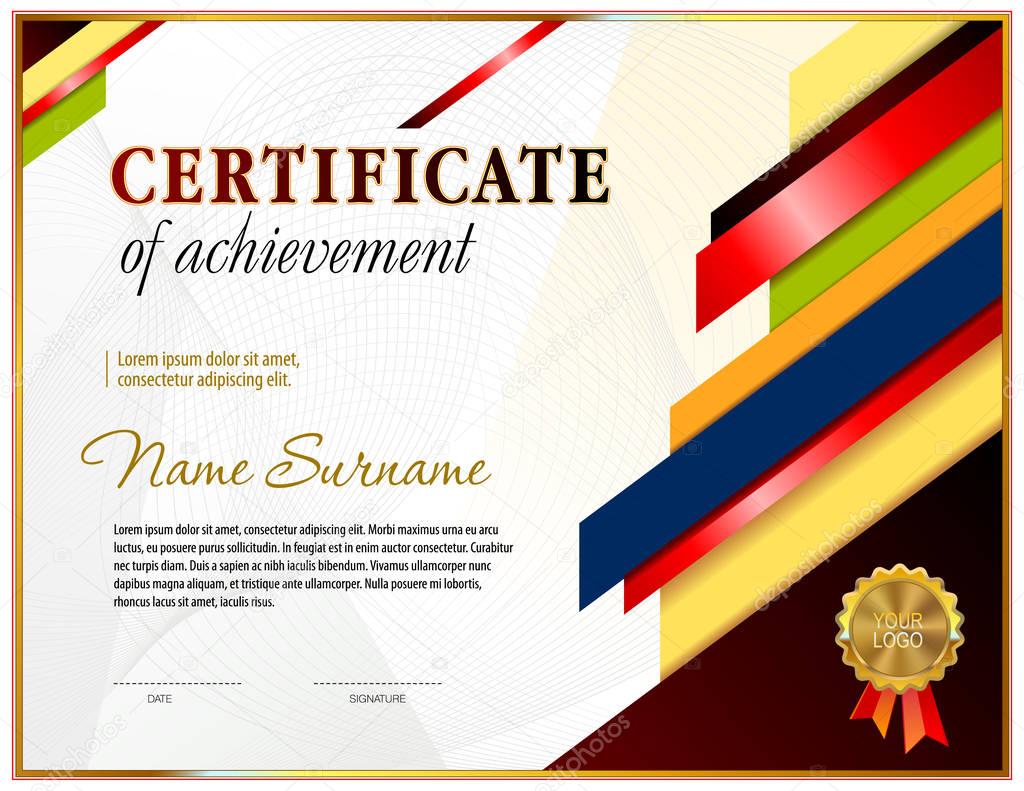 CERTIFICATE
of achievement
Lorem ipsum dolor sit amet,
consectetur adipiscing elit.
Name Surname
Lorem ipsum dolor sit amet, consectetur adipiscing elit. Morbi maximus urna eu arcu
luctus, eu posuere purus sollicitudin. In feugiat est in enim auctor consectetur. Curabitur
nec turpis diam. Duis a sapien ac nibh iaculis bibendum. Vivamus ullamcorper nisi
dapibus magna aliquam, et tristique ante ullamcorper. Nulla posuere mi lobortis,
rhoncus lacus sit amet, iaculis risus.
DATE
SIGNATURE
YOUR
LOGO
depositphotos